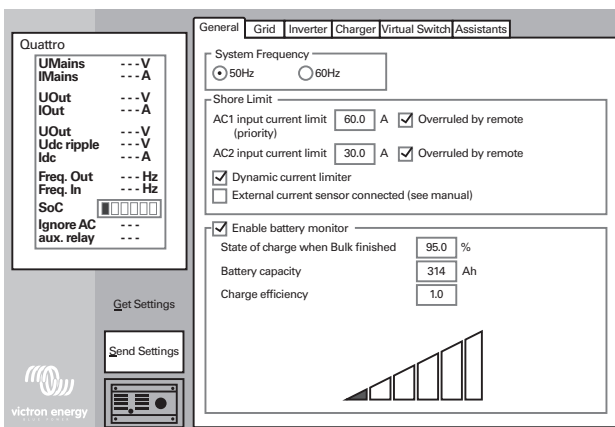 General Grid Inverter Charger Virtual Switch Assistants
Quattro
UMains ---V
IMains ---A
UOut ---V
IOut ---A
UOut ---V
Udc ripple ---V
Idc ---A
Freq. Out --- Hz
Freq. In --- Hz
SoC
Ignore AC ---
aux. relay ---
Get Settings
Send Settings
victron energy
System Frequency
50Hz 60Hz
Shore Limit
AC1 input current limit 60.0 A Overruled by remote
(priority)
AC2 input current limit 30.0 A Overruled by remote
Dynamic current limiter
External current sensor connected (see manual)
Enable battery monitor
State of charge when Bulk finished 95.0 %
Battery capacity 314 Ah
Charge efficiency 1.0